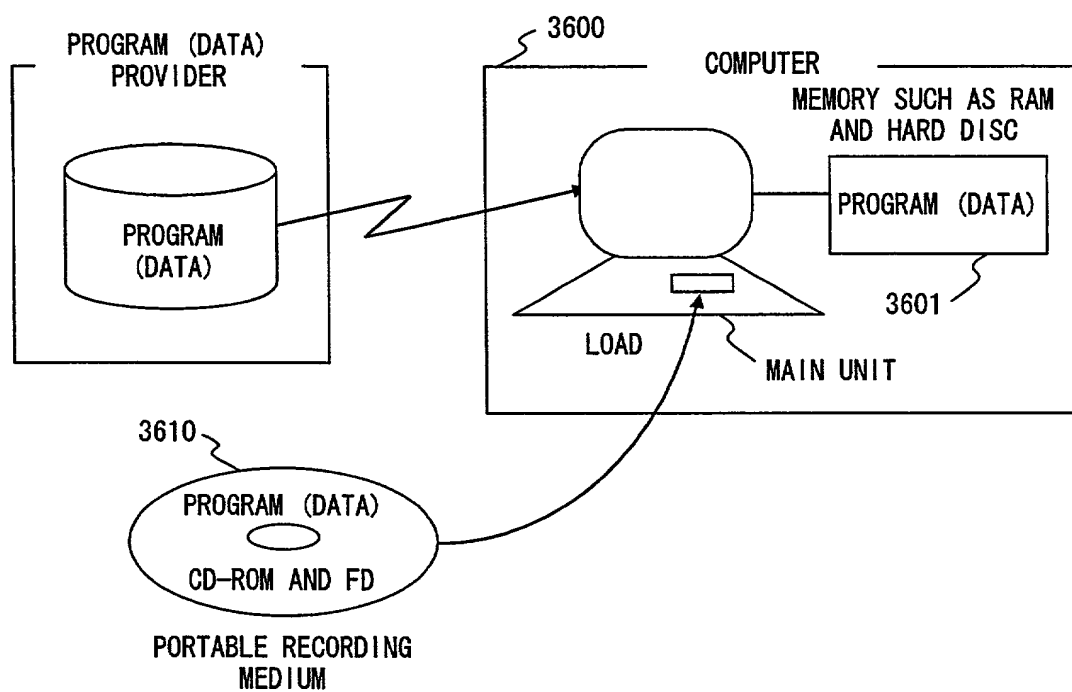 PROGRAM (DATA)
PROVIDER
PROGRAM
(DATA)
3600
COMPUTER
MEMORY SUCH AS RAM
AND HARD DISC
PROGRAM (DATA)
3601
LOAD
MAIN UNIT
3610
PROGRAM (DATA)
CD-ROM AND FD
PORTABLE RECORDING
MEDIUM